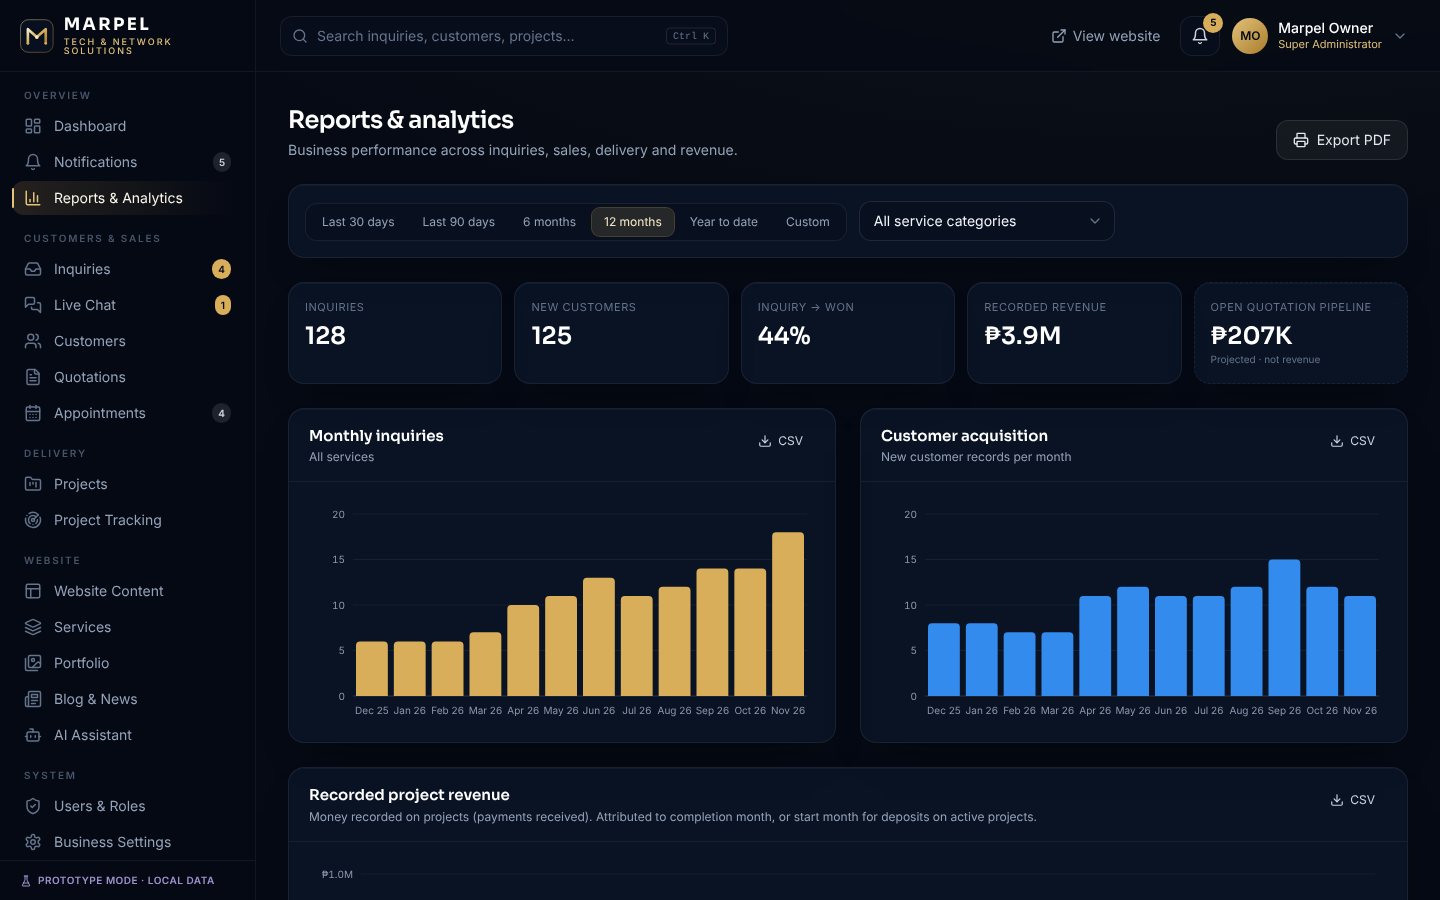 MARPEL
TECH & NETWORK
SOLUTIONS
Search inquiries, customers, projects...
Ctrl K
View website
5
MO
Marpel Owner
Super Administrator
OVERVIEW
Dashboard
Notifications
5
Reports & Analytics
CUSTOMERS & SALES
Inquiries
4
Live Chat
1
Customers
Quotations
Appointments
4
DELIVERY
Projects
Project Tracking
WEBSITE
Website Content
Services
Portfolio
Blog & News
AI Assistant
SYSTEM
Users & Roles
Business Settings
PROTOTYPE MODE · LOCAL DATA
Reports & analytics
Business performance across inquiries, sales, delivery and revenue.
Export PDF
Last 30 days
Last 90 days
6 months
12 months
Year to date
Custom
All service categories
INQUIRIES
128
NEW CUSTOMERS
125
INQUIRY → WON
44%
RECORDED REVENUE
₱3.9M
OPEN QUOTATION PIPELINE
₱207K
Projected · not revenue
Monthly inquiries
All services
CSV
20
15
10
5
0
Dec 25 Jan 26 Feb 26 Mar 26 Apr 26 May 26 Jun 26 Jul 26 Aug 26 Sep 26 Oct 26 Nov 26
Customer acquisition
New customer records per month
CSV
20
15
10
5
0
Dec 25 Jan 26 Feb 26 Mar 26 Apr 26 May 26 Jun 26 Jul 26 Aug 26 Sep 26 Oct 26 Nov 26
Recorded project revenue
Money recorded on projects (payments received). Attributed to completion month, or start month for deposits on active projects.
CSV
₱1.0M